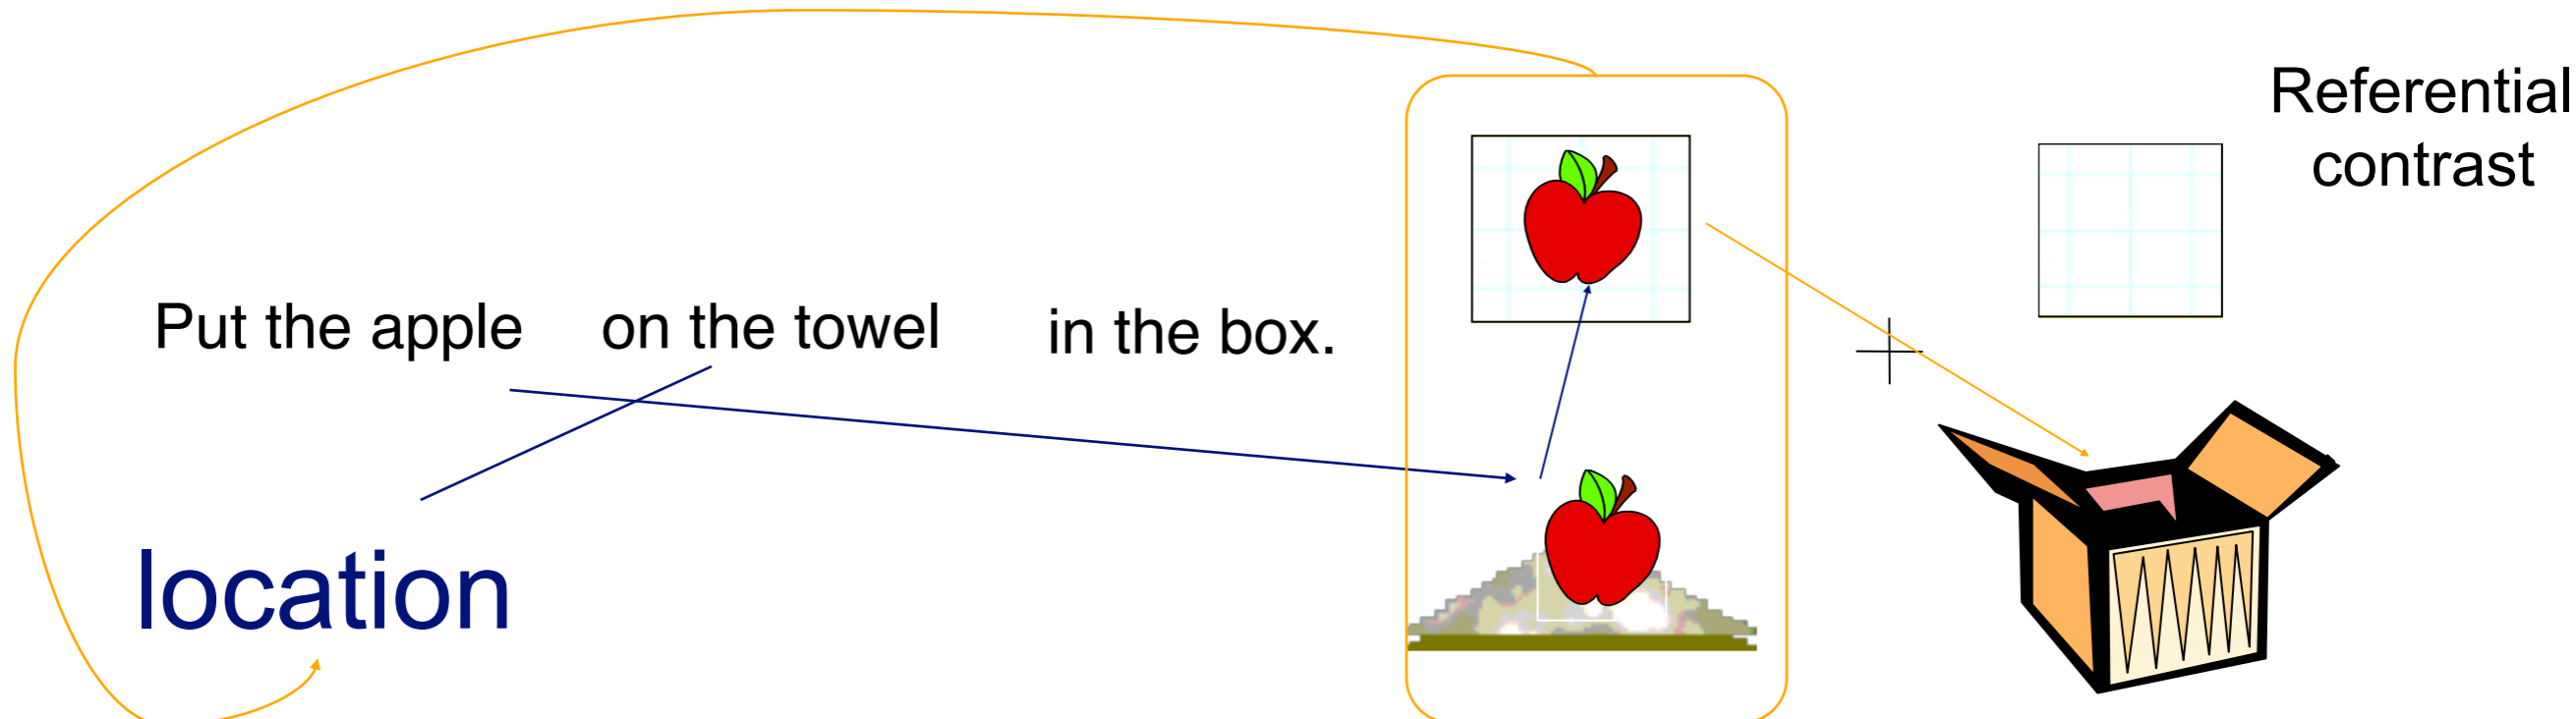 Referential
contrast
Put the apple on the towel in the box.
location